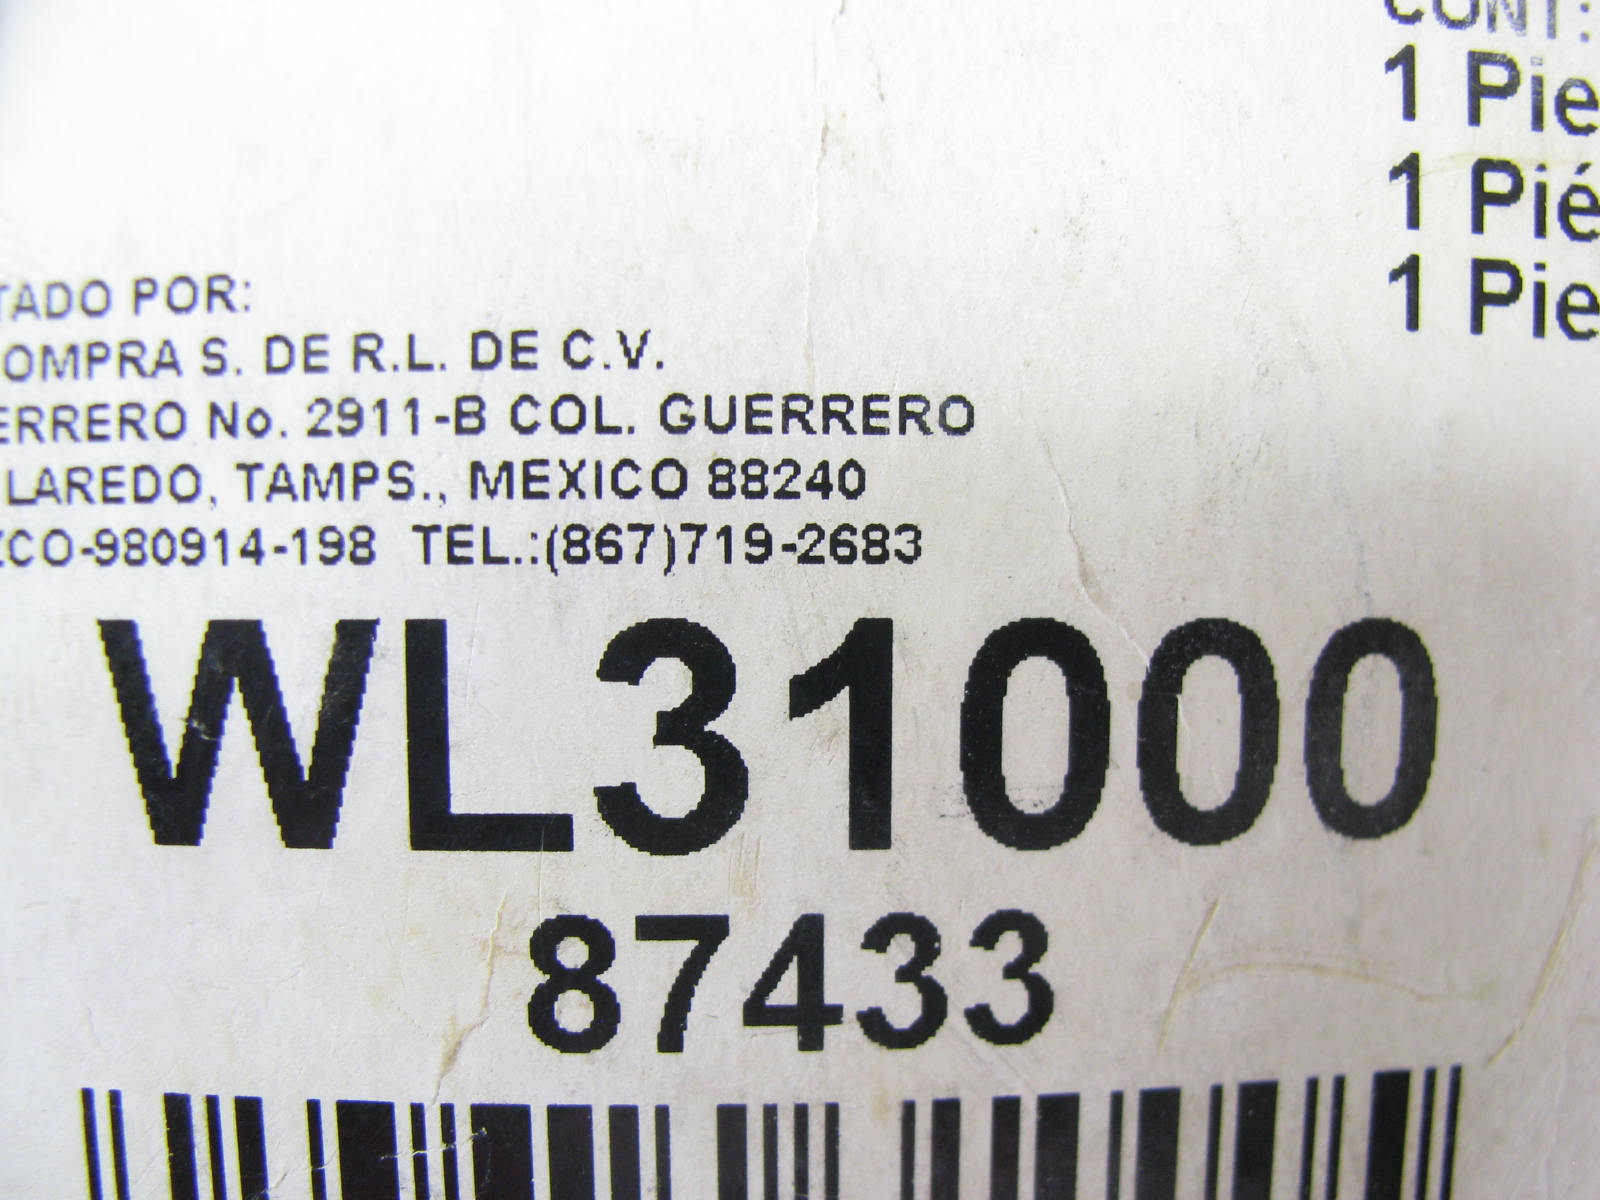 CONT:
1 Pie
1 Pié
1 Pie
TADO POR:
OMPRA S. DE R.L. DE C.V.
ERRERO No. 2911-B COL. GUERRERO
LAREDO, TAMPS., MEXICO 88240
ZCO-980914-198 TEL.:(867)719-2683
WL31000
87433